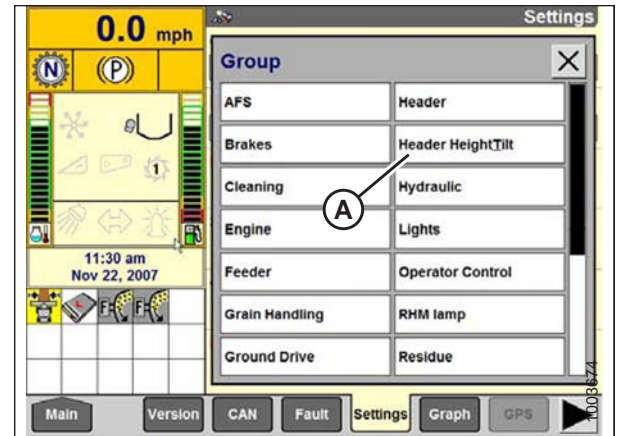 0.0 mph
Settings
N
(P)
1
11:30 am
Nov 22, 2007
F
F
Group
AFS
Header
Brakes
Header HeightTilt
Cleaning
Hydraulic
Engine
Lights
Feeder
Operator Control
Grain Handling
RHM lamp
Ground Drive
Residue
A
Main
Version
CAN
Fault
Settings
Graph
GPS
1003674